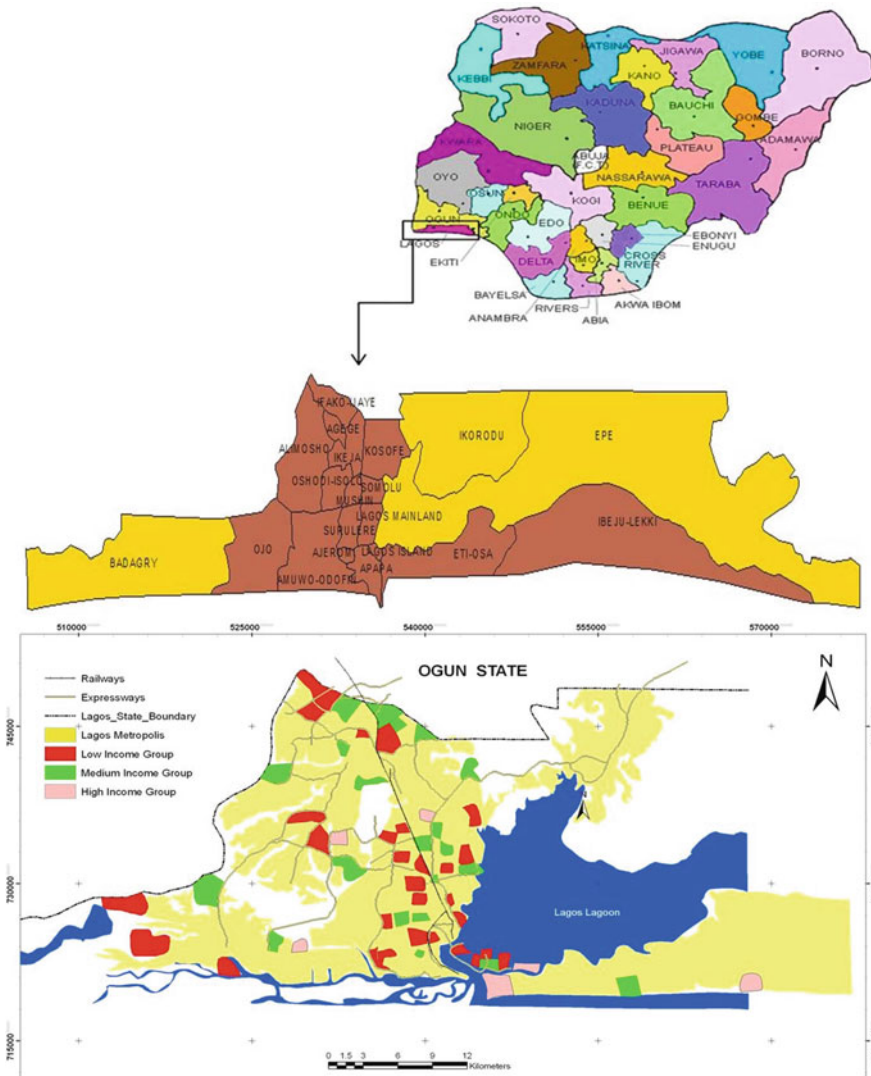 SOKOTO
KATSINA
JIGAWA
YOBE
BORNO
ZAMFARA
KEBBI
KANO
KADUNA
BAUCHI
GOMBE
ADAMAWA
NIGER
KWARA
PLATEAU
ABUJA
(F.C.T)
NASSARAWA
TARABA
OYO
OSUN
KOGI
BENUE
OGUN
ONDO
EDO
EBONYI
ENUGU
LAGOS
EKITI
DELTA
IMO
CROSS
RIVER
BAYELSA
ANAMBRA
RIVERS
ABIA
AKWA IBOM
IFAKO-IJAYE
AGEGE
ALIMOSHO
IKEJA
KOSOFE
IKORODU
EPE
OSHODI-ISOLO
SOMOLU
MUSHIN
LAGOS MAINLAND
SURULERE
IBEJU-LEKKI
BADAGRY
OJO
AJEROMI
LAGOS ISLAND
ETI-OSA
APAPA
AMUWO-ODOFIN
510000
525000
540000
555000
570000
OGUN STATE
N
Railways
Expressways
Lagos_State_Boundary
Lagos Metropolis
Low Income Group
Medium Income Group
High Income Group
745000
730000
715000
Lagos Lagoon
0 1.5 3 6 9 12
Kilometers